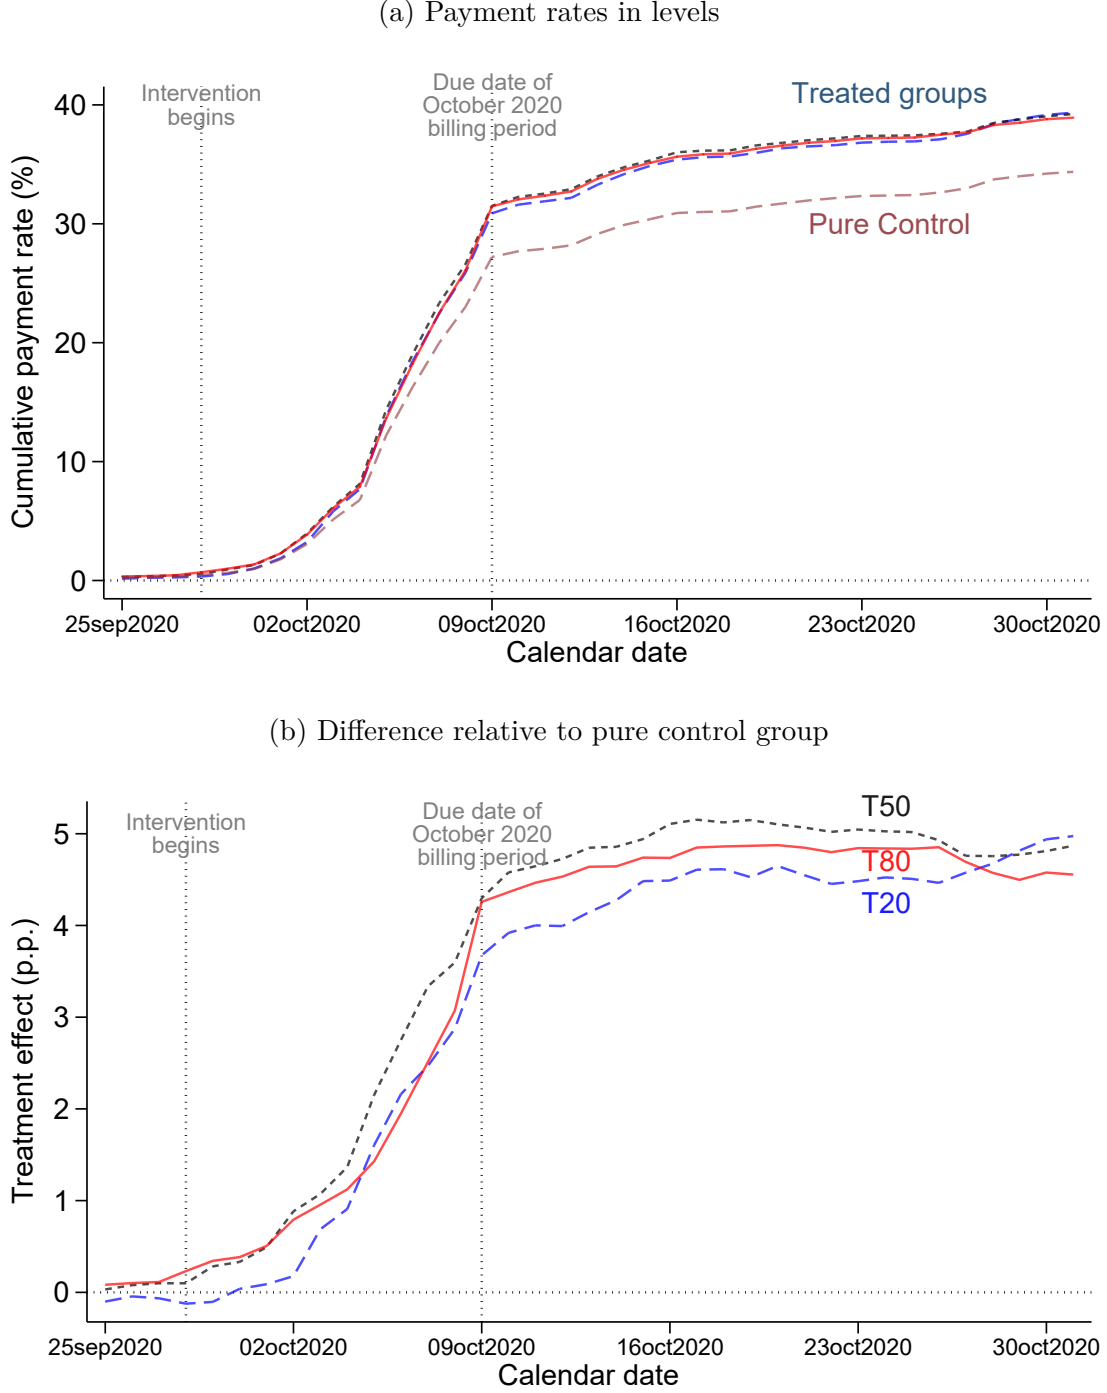 (a) Payment rates in levels
Intervention
begins
Due date of
October 2020
billing period
Treated groups
Pure Control
Cumulative payment rate (%)
40
30
20
10
0
25sep2020 02oct2020 09oct2020 16oct2020 23oct2020 30oct2020
Calendar date
(b) Difference relative to pure control group
Intervention
begins
Due date of
October 2020
billing period
T50
T80
T20
Treatment effect (p.p.)
5
4
3
2
1
0
25sep2020 02oct2020 09oct2020 16oct2020 23oct2020 30oct2020
Calendar date